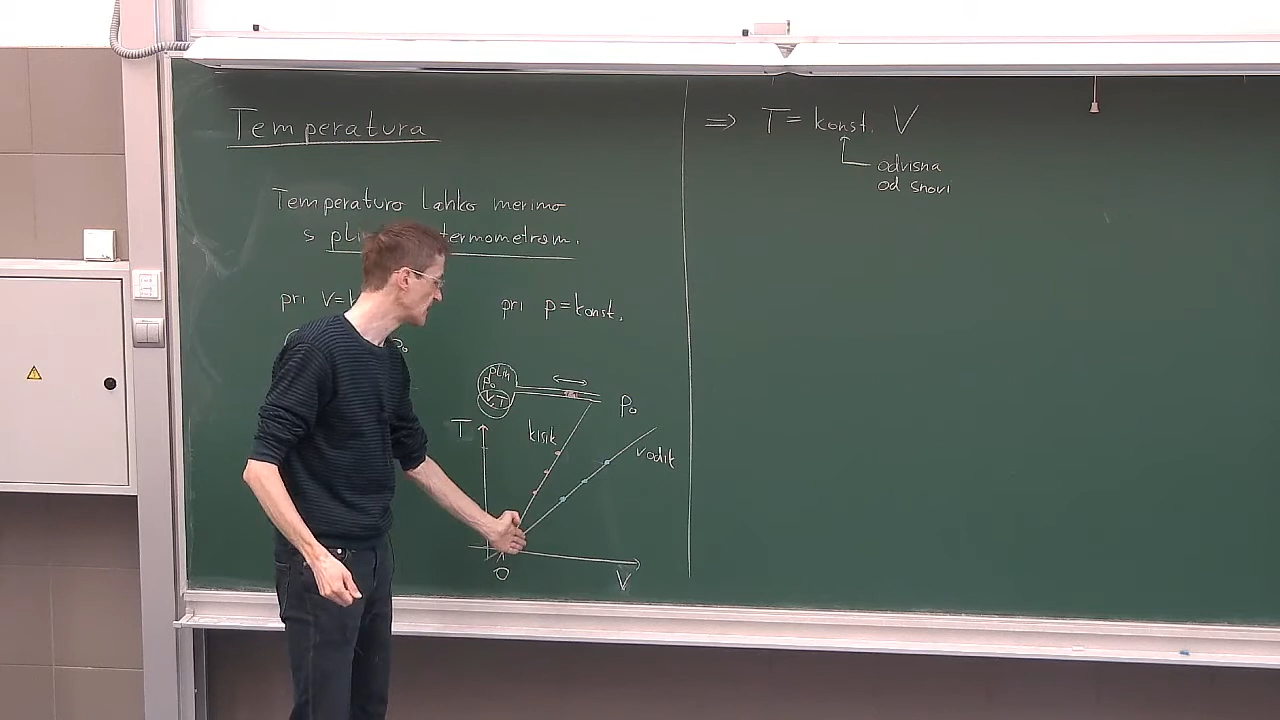 Temperatura
Temperaturo lahko merimo
s termometrom.
pri V=
pri p=konst.
plin
p₀
V,T
p₀
T
kisik
vodik
0
V
⇒ T = konst. V
odvisna
od snovi